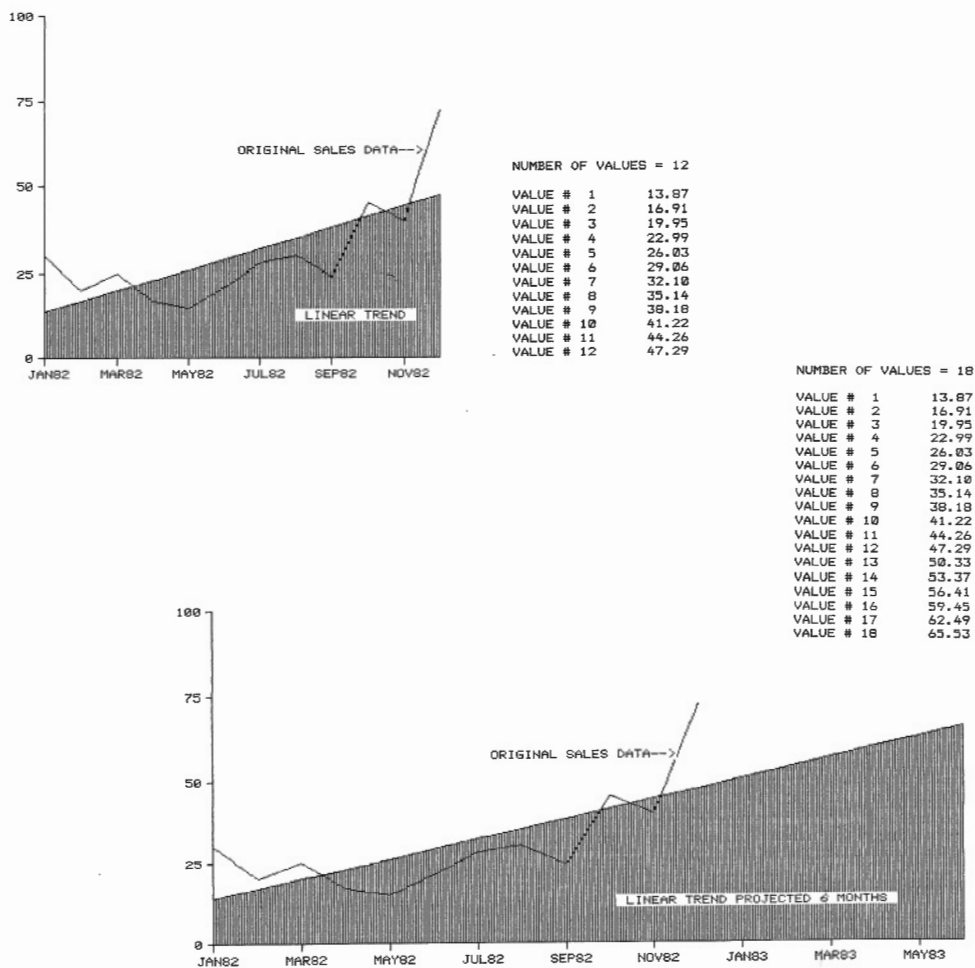 100
75
ORIGINAL SALES DATA-->
50
25
LINEAR TREND
0
JAN82 MAR82 MAY82 JUL82 SEP82 NOV82
NUMBER OF VALUES = 12
VALUE # 1 13.87
VALUE # 2 16.91
VALUE # 3 19.95
VALUE # 4 22.99
VALUE # 5 26.03
VALUE # 6 29.06
VALUE # 7 32.10
VALUE # 8 35.14
VALUE # 9 38.18
VALUE # 10 41.22
VALUE # 11 44.26
VALUE # 12 47.29
NUMBER OF VALUES = 18
VALUE # 1 13.87
VALUE # 2 16.91
VALUE # 3 19.95
VALUE # 4 22.99
VALUE # 5 26.03
VALUE # 6 29.06
VALUE # 7 32.10
VALUE # 8 35.14
VALUE # 9 38.18
VALUE # 10 41.22
VALUE # 11 44.26
VALUE # 12 47.29
VALUE # 13 50.33
VALUE # 14 53.37
VALUE # 15 56.41
VALUE # 16 59.45
VALUE # 17 62.49
VALUE # 18 65.53
100
75
ORIGINAL SALES DATA-->
50
25
LINEAR TREND PROJECTED 6 MONTHS
0
JAN82 MAR82 MAY82 JUL82 SEP82 NOV82 JAN83 MAR83 MAY83